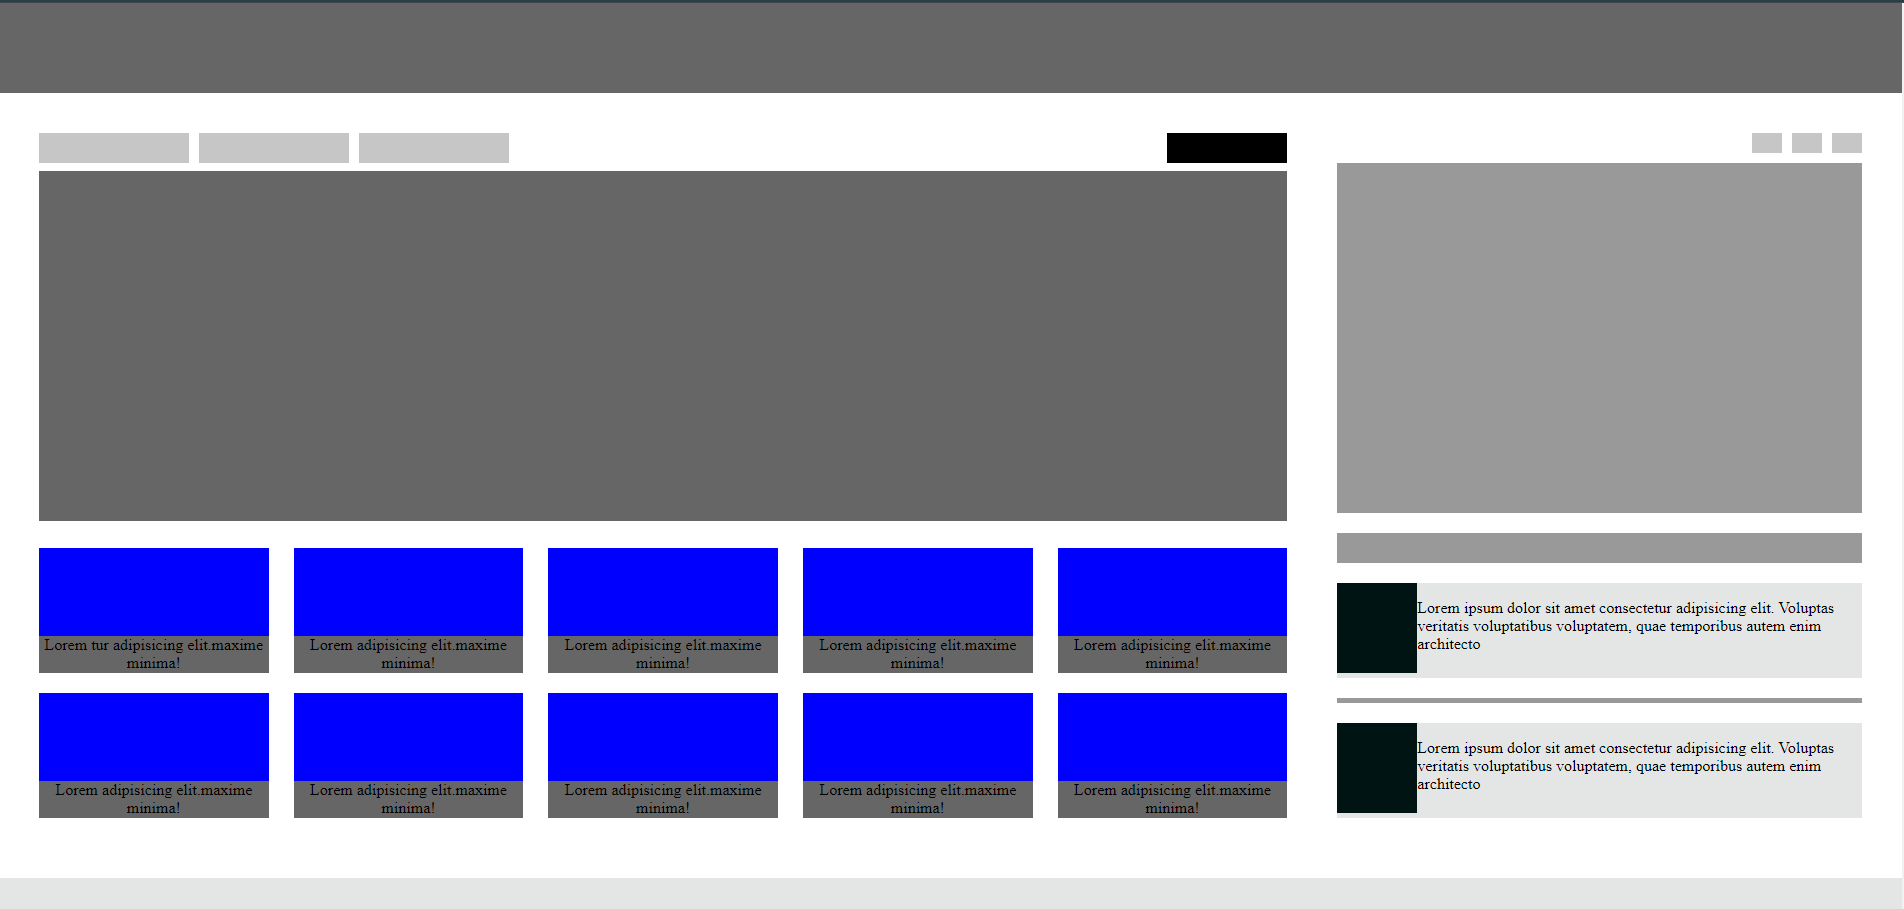 Lorem tur adipisicing elit.maxime
minima!
Lorem adipisicing elit.maxime
minima!
Lorem adipisicing elit.maxime
minima!
Lorem adipisicing elit.maxime
minima!
Lorem adipisicing elit.maxime
minima!
Lorem adipisicing elit.maxime
minima!
Lorem adipisicing elit.maxime
minima!
Lorem adipisicing elit.maxime
minima!
Lorem adipisicing elit.maxime
minima!
Lorem adipisicing elit.maxime
minima!
Lorem ipsum dolor sit amet consectetur adipisicing elit. Voluptas
veritatis voluptatibus voluptatem, quae temporibus autem enim
architecto
Lorem ipsum dolor sit amet consectetur adipisicing elit. Voluptas
veritatis voluptatibus voluptatem, quae temporibus autem enim
architecto